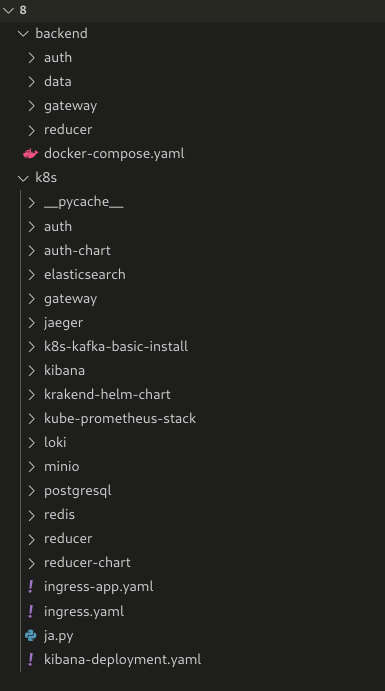 8
backend
auth
data
gateway
reducer
docker-compose.yaml
k8s
__pycache__
auth
auth-chart
elasticsearch
gateway
jaeger
k8s-kafka-basic-install
kibana
krakend-helm-chart
kube-prometheus-stack
loki
minio
postgresql
redis
reducer
reducer-chart
ingress-app.yaml
ingress.yaml
ja.py
kibana-deployment.yaml